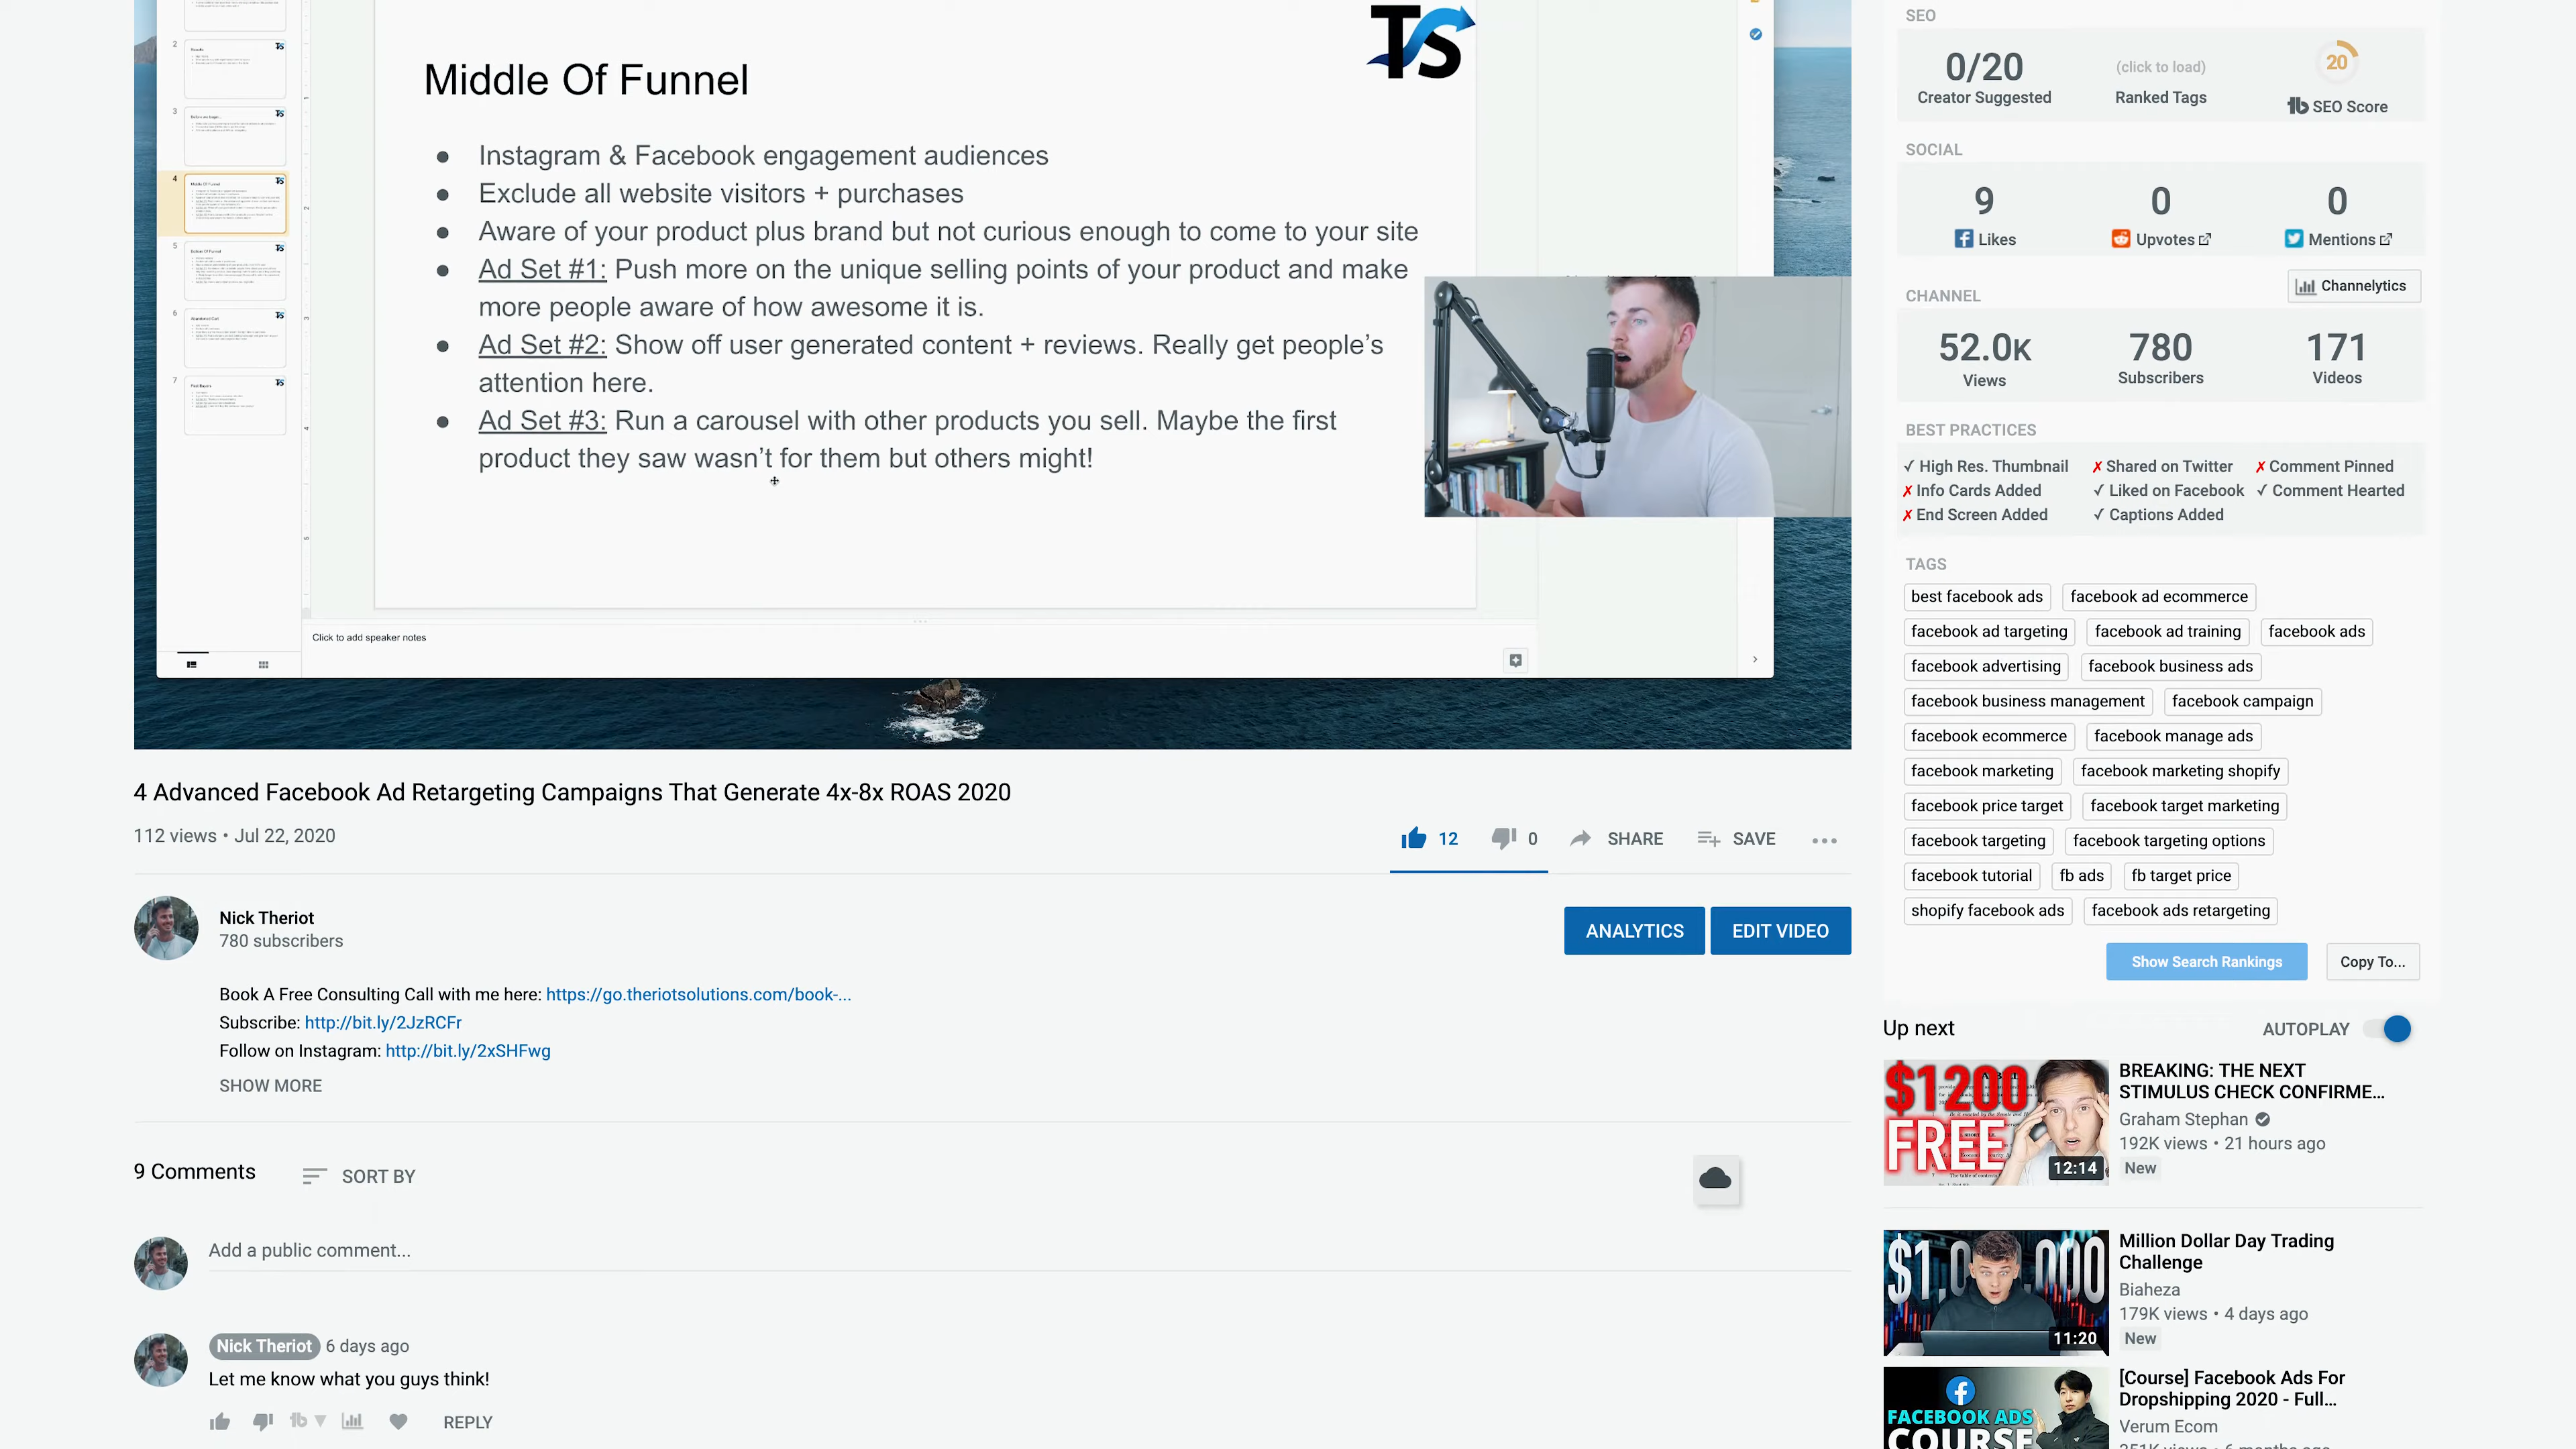 TS
Middle Of Funnel
● Instagram & Facebook engagement audiences
● Exclude all website visitors + purchases
● Aware of your product plus brand but not curious enough to come to your site
● Ad Set #1: Push more on the unique selling points of your product and make
more people aware of how awesome it is.
● Ad Set #2: Show off user generated content + reviews. Really get people's
attention here.
● Ad Set #3: Run a carousel with other products you sell. Maybe the first
product they saw wasn't for them but others might!
2
3
4
Middle Of Funnel
5
6
7
Click to add speaker notes
4 Advanced Facebook Ad Retargeting Campaigns That Generate 4x-8x ROAS 2020
112 views • Jul 22, 2020
12
0
SHARE
SAVE
Nick Theriot
780 subscribers
ANALYTICS
EDIT VIDEO
Book A Free Consulting Call with me here: https://go.theriotsolutions.com/book-...
Subscribe: http://bit.ly/2JzRCFr
Follow on Instagram: http://bit.ly/2xSHFwg
SHOW MORE
9 Comments
SORT BY
Add a public comment...
Nick Theriot 6 days ago
Let me know what you guys think!
REPLY
SEO
0/20 (click to load) 20
Creator Suggested Ranked Tags tb SEO Score
SOCIAL
9 0 0
Likes Upvotes Mentions
CHANNEL
Channelytics
52.0K 780 171
Views Subscribers Videos
BEST PRACTICES
✓ High Res. Thumbnail ✗ Shared on Twitter ✗ Comment Pinned
✗ Info Cards Added ✓ Liked on Facebook ✓ Comment Hearted
✗ End Screen Added ✓ Captions Added
TAGS
best facebook ads facebook ad ecommerce
facebook ad targeting facebook ad training facebook ads
facebook advertising facebook business ads
facebook business management facebook campaign
facebook ecommerce facebook manage ads
facebook marketing facebook marketing shopify
facebook price target facebook target marketing
facebook targeting facebook targeting options
facebook tutorial fb ads fb target price
shopify facebook ads facebook ads retargeting
Show Search Rankings
Copy To...
Up next
AUTOPLAY
$1200
FREE
12:14
BREAKING: THE NEXT
STIMULUS CHECK CONFIRME...
Graham Stephan
192K views • 21 hours ago
New
11:20
Million Dollar Day Trading
Challenge
Biaheza
179K views • 4 days ago
New
FACEBOOK ADS
COURSE
[Course] Facebook Ads For
Dropshipping 2020 - Full...
Verum Ecom